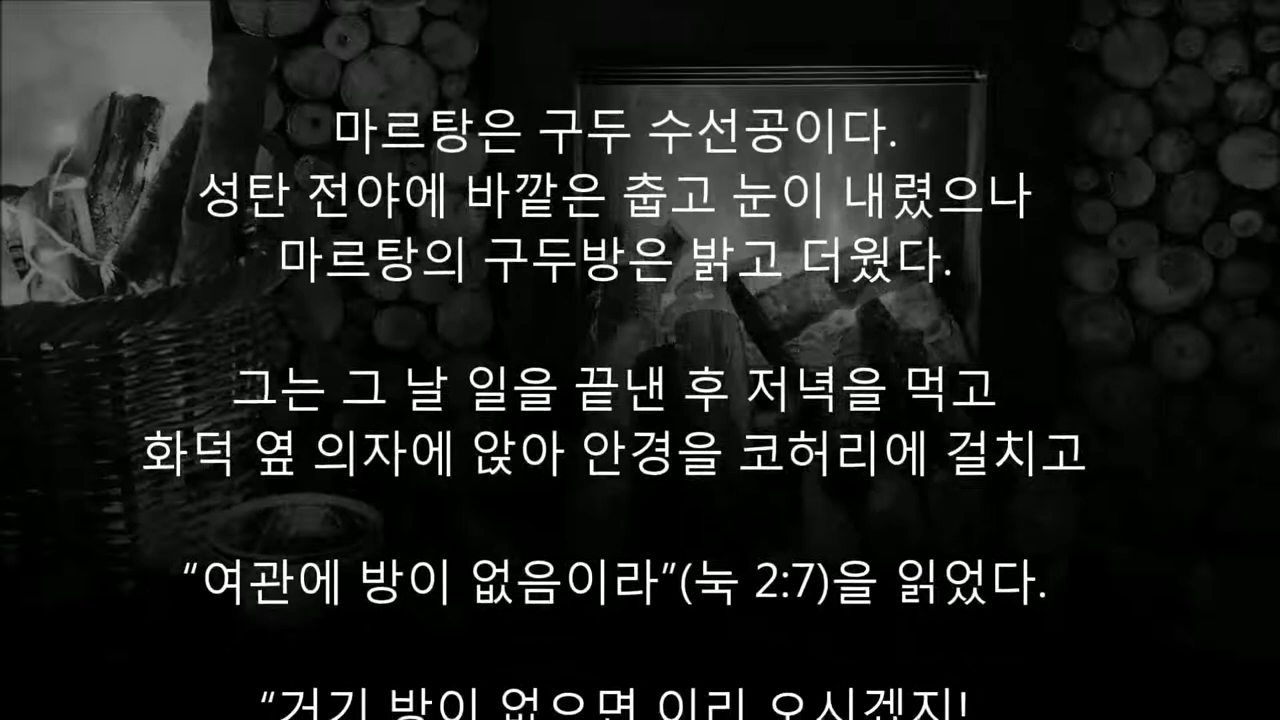 마르탕은 구두 수선공이다.
성탄 전야에 바깥은 춥고 눈이 내렸으나
마르탕의 구두방은 밝고 더웠다.
그는 그 날 일을 끝낸 후 저녁을 먹고
화덕 옆 의자에 앉아 안경을 코허리에 걸치고
“여관에 방이 없음이라”(눅 2:7)을 읽었다.
“거기 방이 없으면 이리 오시겠지!